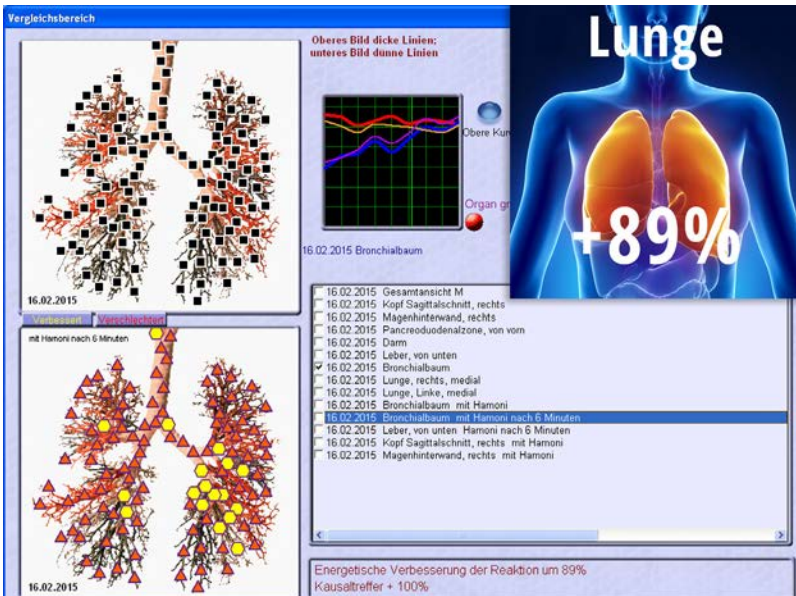 Vergleichsbereich
Oberes Bild dicke Linien;
unteres Bild dünne Linien
Lunge
+89%
Obere Kur
Organ gr
16.02.2015 Bronchialbaum
16.02.2015
Verbessert Verschlechtert
mit Hamoni nach 6 Minuten
16.02.2015
16.02.2015 Gesamtansicht M
16.02.2015 Kopf Sagittalschnitt, rechts
16.02.2015 Magenhinterwand, rechts
16.02.2015 Pancreoduodenalzone, von vorn
16.02.2015 Darm
16.02.2015 Leber, von unten
16.02.2015 Bronchialbaum
16.02.2015 Lunge, rechts, medial
16.02.2015 Lunge, Linke, medial
16.02.2015 Bronchialbaum mit Hamoni
16.02.2015 Bronchialbaum mit Hamoni nach 6 Minuten
16.02.2015 Leber, von unten Hamoni nach 6 Minuten
16.02.2015 Kopf Sagittalschnitt, rechts mit Hamoni
16.02.2015 Magenhinterwand, rechts mit Hamoni
Energetische Verbesserung der Reaktion um 89%
Kausaltreffer + 100%